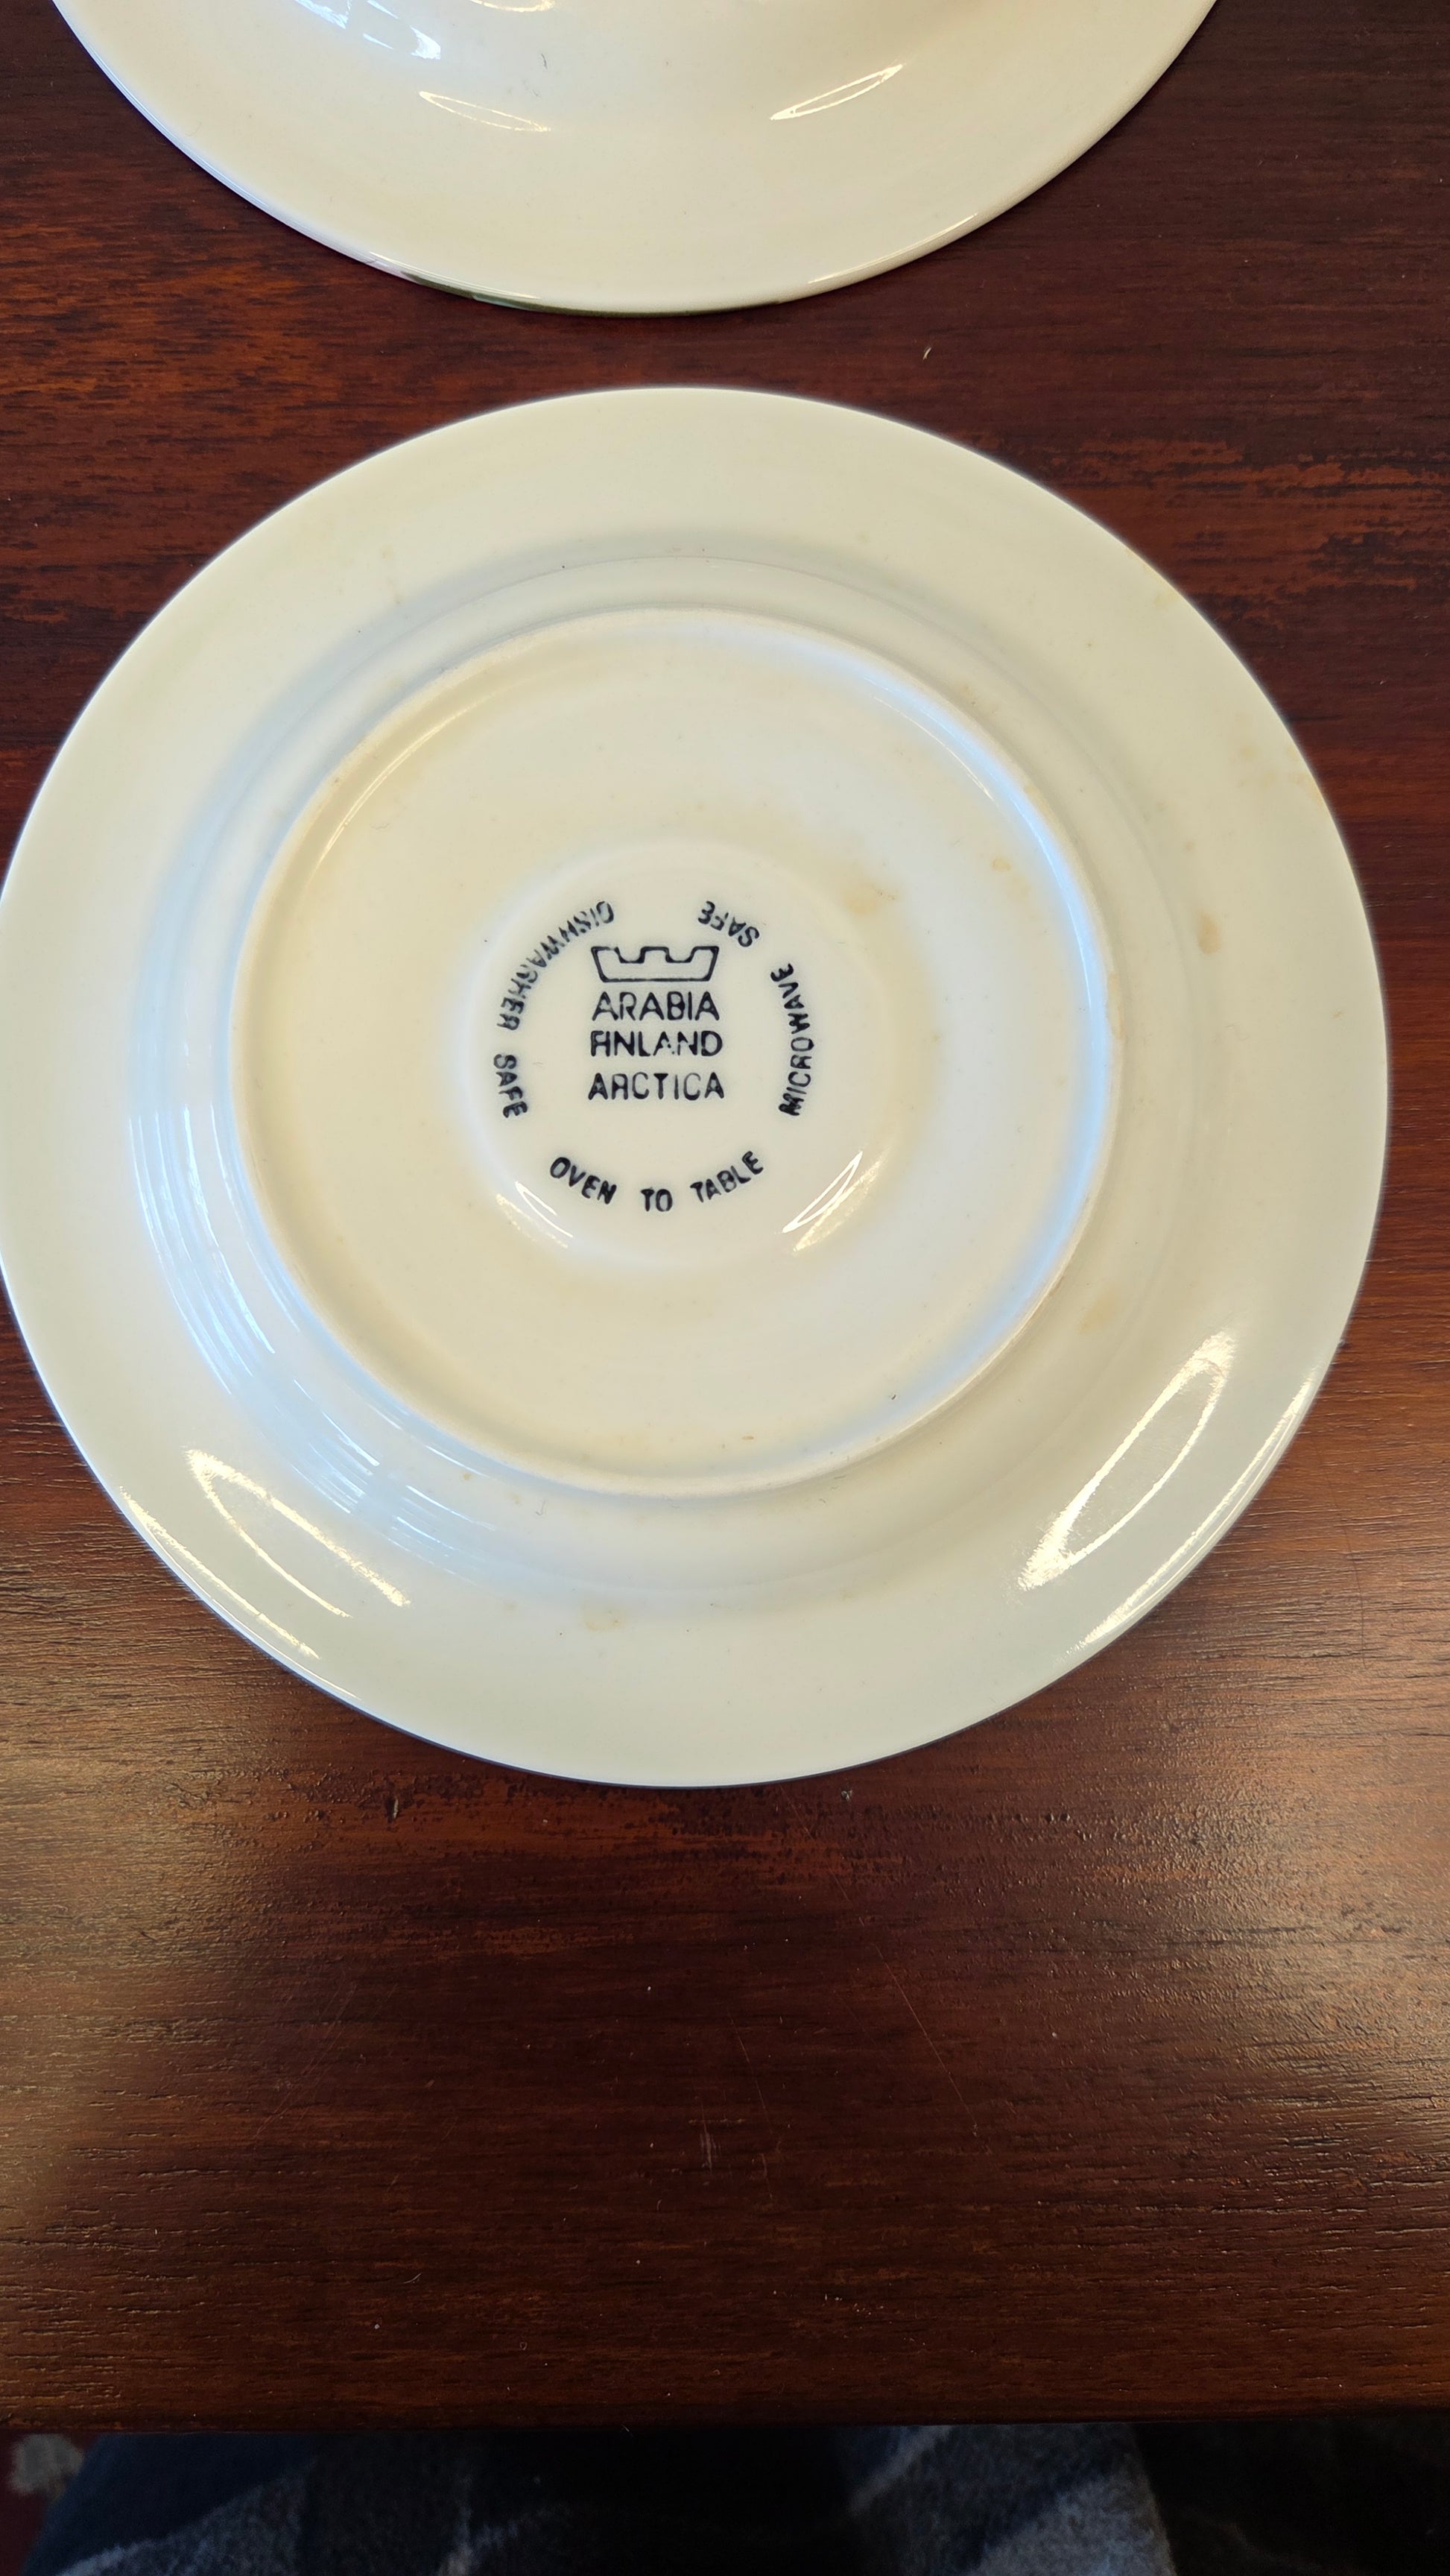 ARABIA
FINLAND
ARCTICA
DISHWASHER SAFE
OVEN TO TABLE
MICROWAVE SAFE